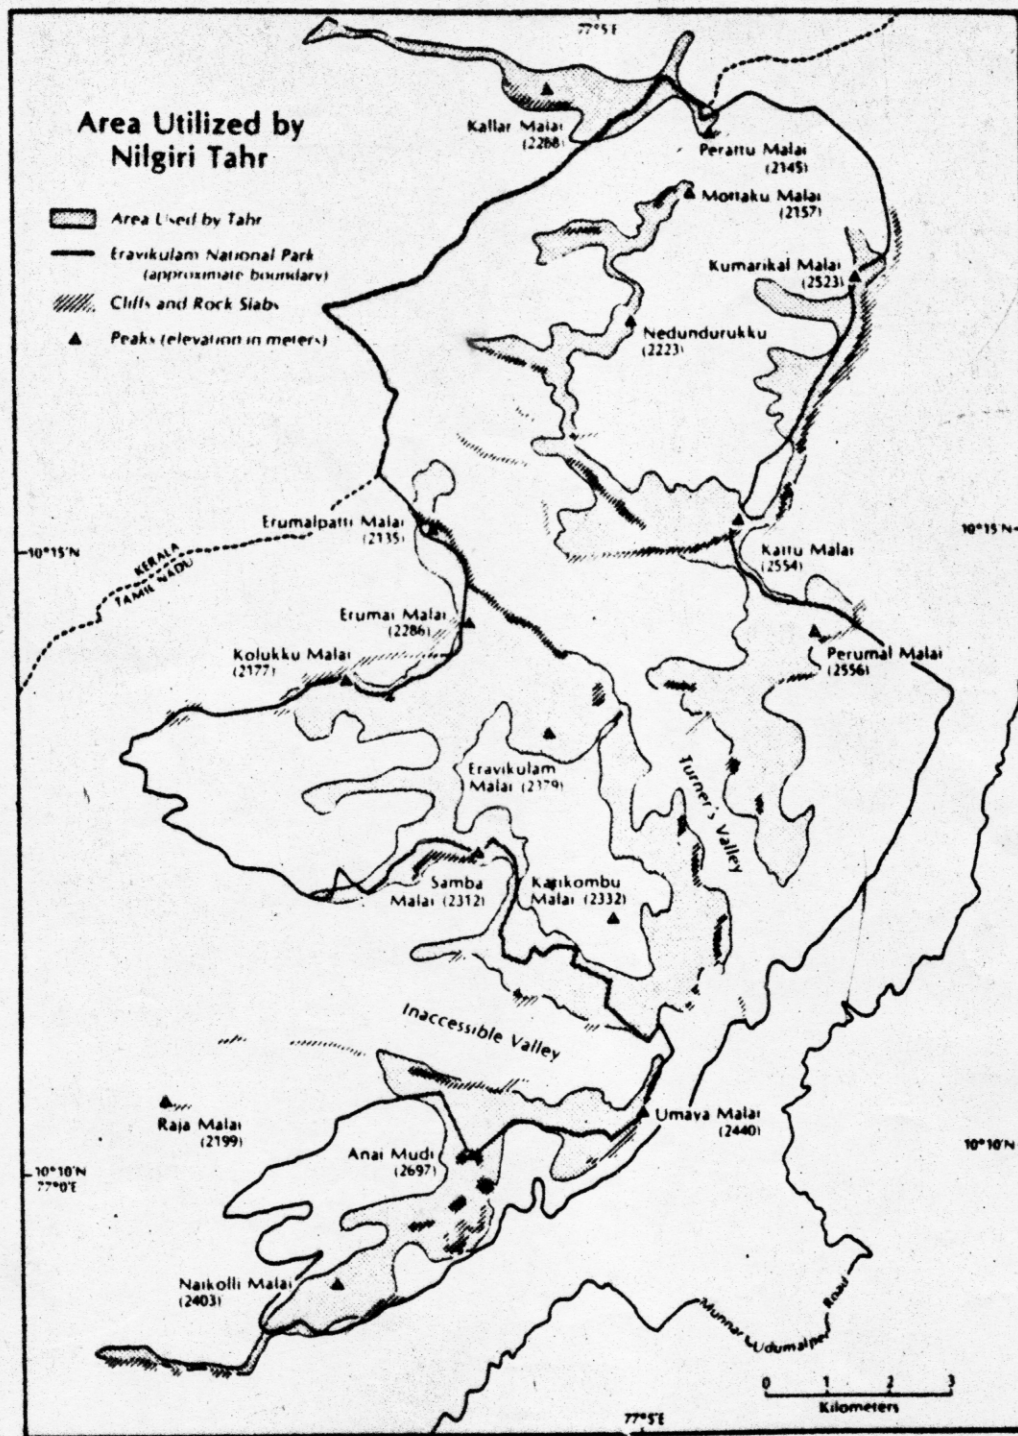 77°5'E
Area Utilized by
Nilgiri Tahr
Area Used by Tahr
Eravikulam National Park
(approximate boundary)
Cliffs and Rock Slabs
Peaks (elevation in meters)
Kallar Malai
(2288)
Perattu Malai
(2145)
Mottaku Malai
(2157)
Kumarikal Malai
(2523)
Nedundurukku
(2223)
Erumalpatti Malai
(2135)
10°15'N
10°15'N
KERALA
TAMIL NADU
Kattu Malai
(2554)
Erumai Malai
(2286)
Kolukku Malai
(2177)
Perumal Malai
(2556)
Eravikulam
Malai (2379)
Turner's Valley
Samba
Malai (2312)
Karikombu
Malai (2332)
Inaccessible Valley
Raja Malai
(2199)
Umaya Malai
(2440)
Anai Mudi
(2697)
10°10'N
10°10'N
77°0'E
Naikolli Malai
(2403)
Munnar Udumalpet Road
0 1 2 3
Kilometers
77°5'E